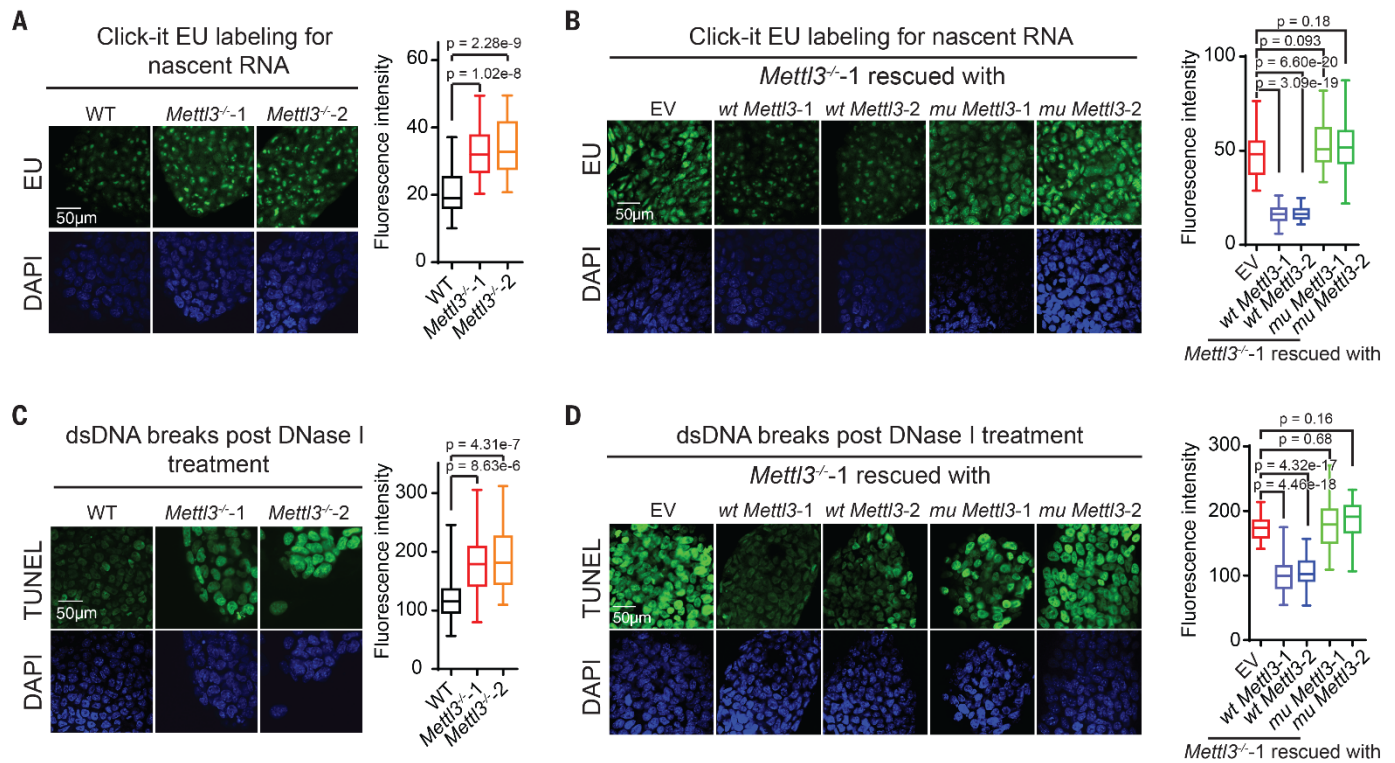 A
Click-it EU labeling for
nascent RNA
WT
Mettl3-/--1
Mettl3-/--2
EU
50µm
DAPI
Fluorescence intensity
60
40
20
0
p = 2.28e-9
p = 1.02e-8
WT
Mettl3-/--1
Mettl3-/--2
B
Click-it EU labeling for nascent RNA
Mettl3-/--1 rescued with
EV
wt Mettl3-1
wt Mettl3-2
mu Mettl3-1
mu Mettl3-2
EU
50µm
DAPI
Fluorescence intensity
100
50
0
p = 0.18
p = 0.093
p = 6.60e-20
p = 3.09e-19
EV
wt Mettl3-1
wt Mettl3-2
mu Mettl3-1
mu Mettl3-2
Mettl3-/--1 rescued with
C
dsDNA breaks post DNase I
treatment
WT
Mettl3-/--1
Mettl3-/--2
TUNEL
50µm
DAPI
Fluorescence intensity
300
200
100
0
p = 4.31e-7
p = 8.63e-6
WT
Mettl3-/--1
Mettl3-/--2
D
dsDNA breaks post DNase I treatment
Mettl3-/--1 rescued with
EV
wt Mettl3-1
wt Mettl3-2
mu Mettl3-1
mu Mettl3-2
TUNEL
50µm
DAPI
Fluorescence intensity
300
200
100
0
p = 0.16
p = 0.68
p = 4.32e-17
p = 4.46e-18
EV
wt Mettl3-1
wt Mettl3-2
mu Mettl3-1
mu Mettl3-2
Mettl3-/--1 rescued with